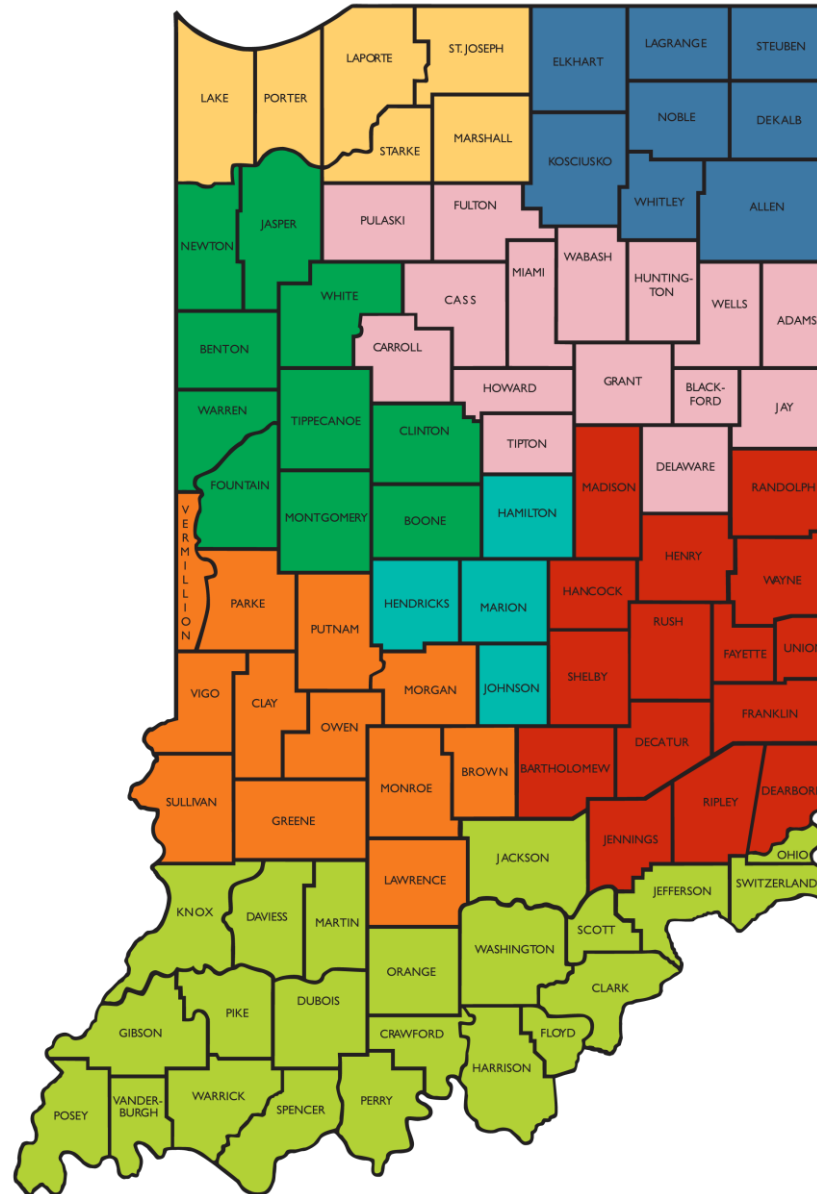 LAGRANGE
STEUBEN
ST. JOSEPH
LAPORTE
ELKHART
LAKE
PORTER
NOBLE
DEKALB
MARSHALL
STARKE
KOSCIUSKO
WHITLEY
ALLEN
FULTON
PULASKI
JASPER
NEWTON
WABASH
MIAMI
HUNTING-
TON
WHITE
CASS
WELLS
ADAMS
BENTON
CARROLL
HOWARD
GRANT
BLACK-
FORD
JAY
WARREN
TIPPECANOE
CLINTON
TIPTON
DELAWARE
FOUNTAIN
MADISON
RANDOLPH
VERMILLION
MONTGOMERY
BOONE
HAMILTON
HENRY
WAYNE
PARKE
PUTNAM
HENDRICKS
MARION
HANCOCK
RUSH
FAYETTE
UNION
VIGO
CLAY
MORGAN
JOHNSON
SHELBY
OWEN
FRANKLIN
DECATUR
SULLIVAN
MONROE
BROWN
BARTHOLOMEW
RIPLEY
DEARBORN
GREENE
JENNINGS
JACKSON
OHIO
LAWRENCE
JEFFERSON
SWITZERLAND
KNOX
DAVIESS
MARTIN
SCOTT
WASHINGTON
ORANGE
CLARK
DUBOIS
PIKE
GIBSON
CRAWFORD
FLOYD
HARRISON
WARRICK
PERRY
SPENCER
VANDER-
BURGH
POSEY